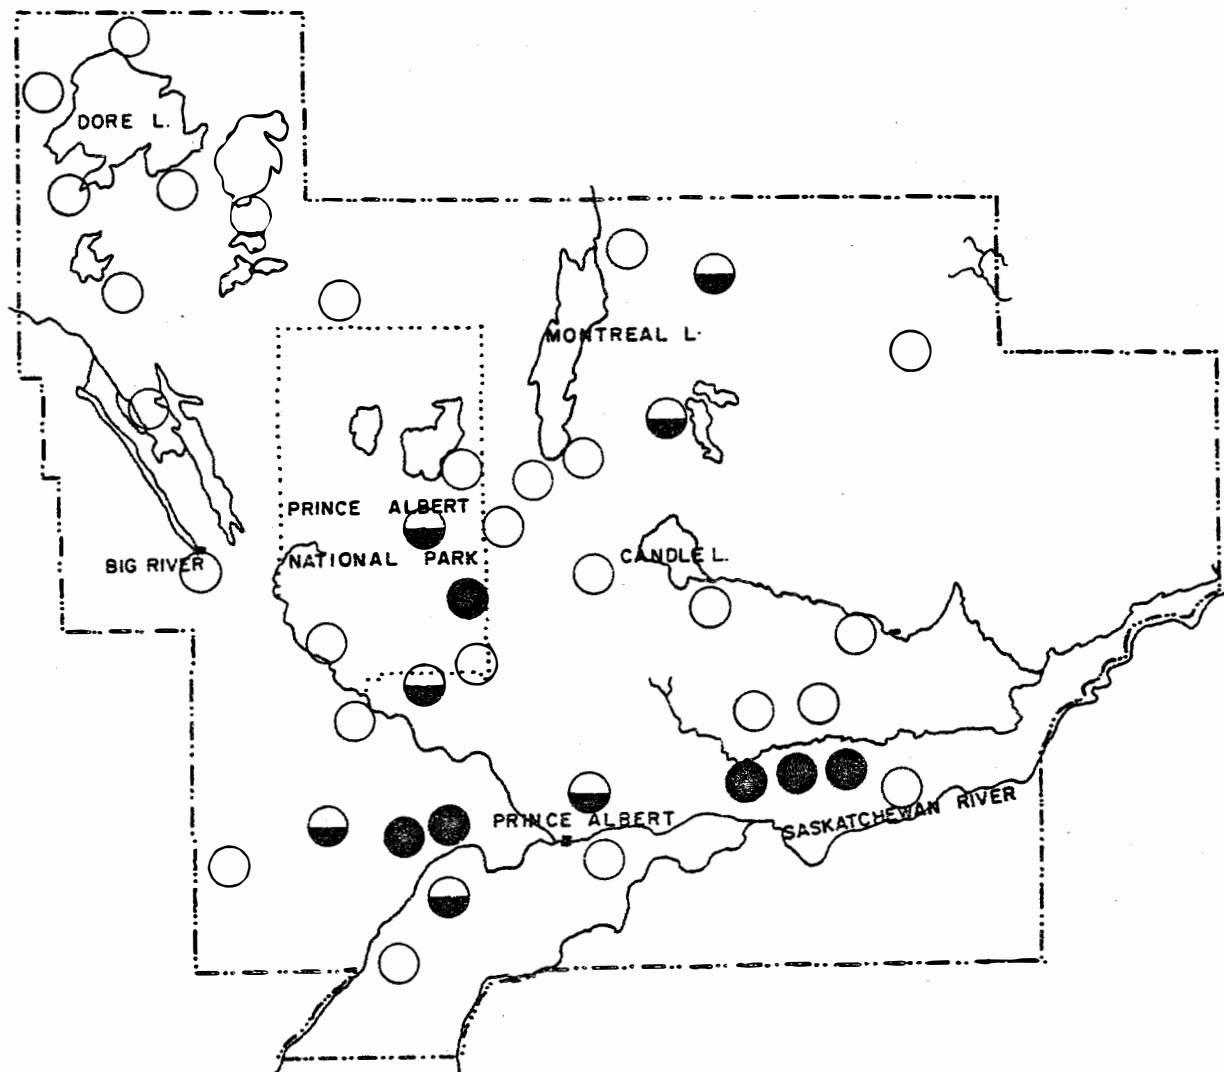 DORE L.
MONTREAL L.
PRINCE ALBERT
NATIONAL PARK
BIG RIVER
CANDLE L.
PRINCE ALBERT
SASKATCHEWAN RIVER